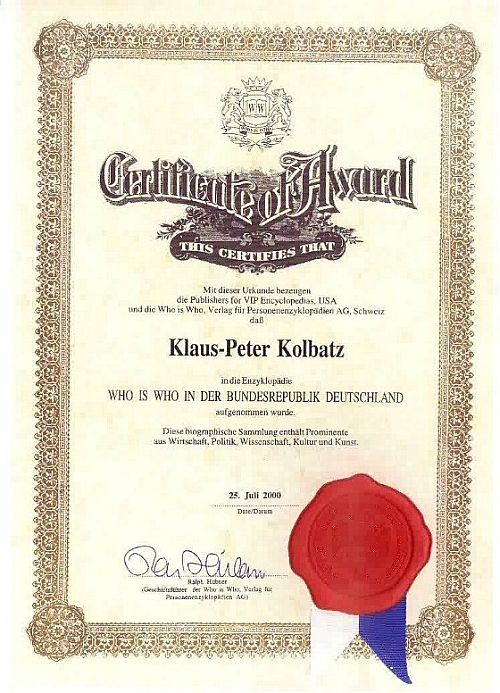 WW
Certificate of Award
THIS CERTIFIES THAT
Mit dieser Urkunde bezeugen
die Publishers for VIP Encyclopedias, USA
und die Who is Who, Verlag für Personenenzyklopädien AG, Schweiz
daß
Klaus-Peter Kolbatz
in die Enzyklopädie
WHO IS WHO IN DER BUNDESREPUBLIK DEUTSCHLAND
aufgenommen wurde.
Diese biographische Sammlung enthält Prominente
aus Wirtschaft, Politik, Wissenschaft, Kultur und Kunst.
25. Juli 2000
Date/Datum
Ralph Hübner
(Geschäftsführer der Who is Who, Verlag für
Personenenzyklopädien AG)